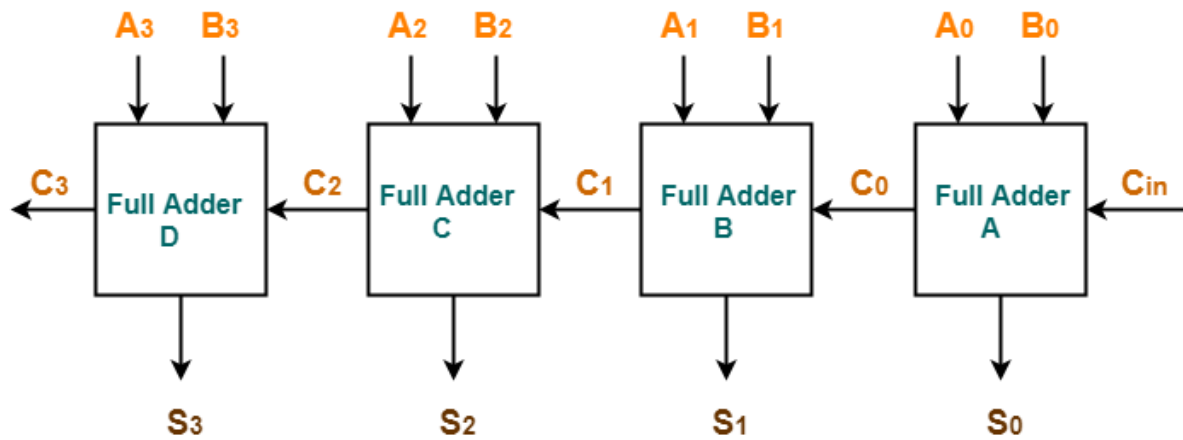 A3 B3 A2 B2 A1 B1 A0 B0
C3 Full Adder D C2 Full Adder C C1 Full Adder B C0 Full Adder A Cin
S3 S2 S1 S0